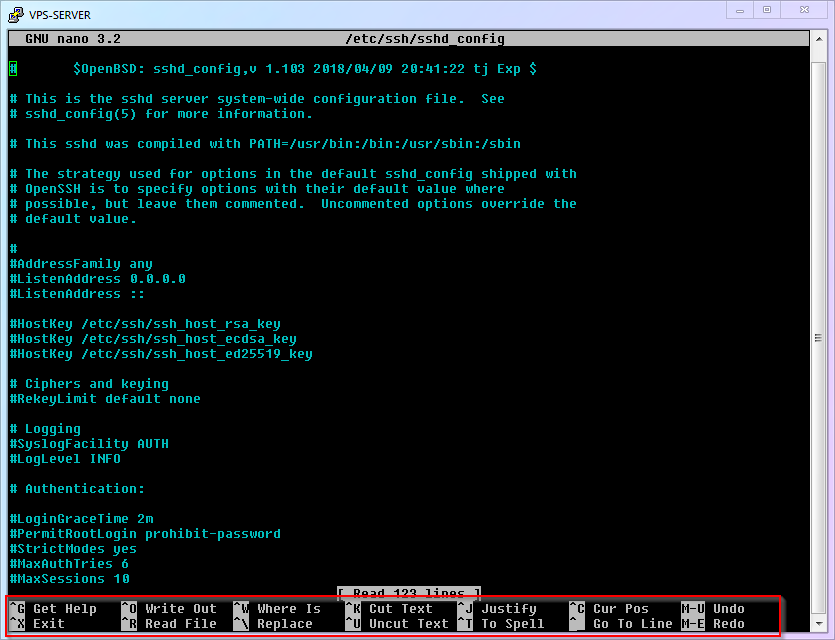 VPS-SERVER
GNU nano 3.2 /etc/ssh/sshd_config
# $OpenBSD: sshd_config,v 1.103 2018/04/09 20:41:22 tj Exp $
# This is the sshd server system-wide configuration file. See
# sshd_config(5) for more information.
# This sshd was compiled with PATH=/usr/bin:/bin:/usr/sbin:/sbin
# The strategy used for options in the default sshd_config shipped with
# OpenSSH is to specify options with their default value where
# possible, but leave them commented. Uncommented options override the
# default value.
#
#AddressFamily any
#ListenAddress 0.0.0.0
#ListenAddress ::
#HostKey /etc/ssh/ssh_host_rsa_key
#HostKey /etc/ssh/ssh_host_ecdsa_key
#HostKey /etc/ssh/ssh_host_ed25519_key
# Ciphers and keying
#RekeyLimit default none
# Logging
#SyslogFacility AUTH
#LogLevel INFO
# Authentication:
#LoginGraceTime 2m
#PermitRootLogin prohibit-password
#StrictModes yes
#MaxAuthTries 6
#MaxSessions 10
[ Read 123 lines ]
^G Get Help ^O Write Out ^W Where Is ^K Cut Text ^J Justify ^C Cur Pos M-U Undo
^X Exit ^R Read File ^\ Replace ^U Uncut Text ^T To Spell ^_ Go To Line M-E Redo